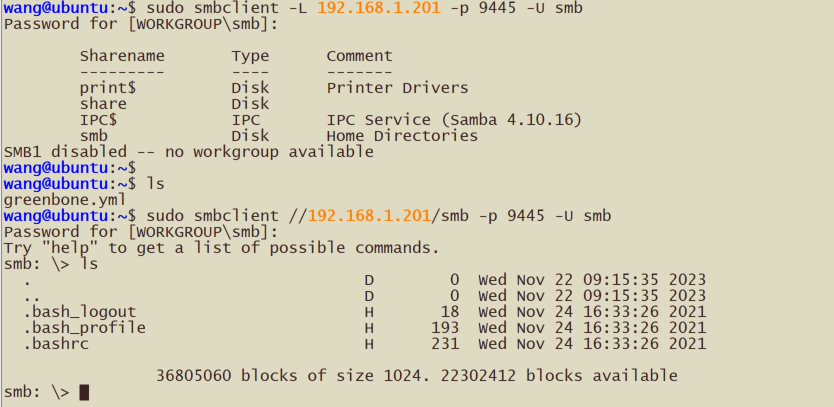 wang@ubuntu:~$ sudo smbclient -L 192.168.1.201 -p 9445 -U smb
Password for [WORKGROUP\smb]:
Sharename Type Comment
--------- ---- -------
print$ Disk Printer Drivers
share Disk
IPC$ IPC IPC Service (Samba 4.10.16)
smb Disk Home Directories
SMB1 disabled -- no workgroup available
wang@ubuntu:~$
wang@ubuntu:~$ ls
greenbone.yml
wang@ubuntu:~$ sudo smbclient //192.168.1.201/smb -p 9445 -U smb
Password for [WORKGROUP\smb]:
Try "help" to get a list of possible commands.
smb: \> ls
. D 0 Wed Nov 22 09:15:35 2023
.. D 0 Wed Nov 22 09:15:35 2023
.bash_logout H 18 Wed Nov 24 16:33:26 2021
.bash_profile H 193 Wed Nov 24 16:33:26 2021
.bashrc H 231 Wed Nov 24 16:33:26 2021
36805060 blocks of size 1024. 22302412 blocks available
smb: \>